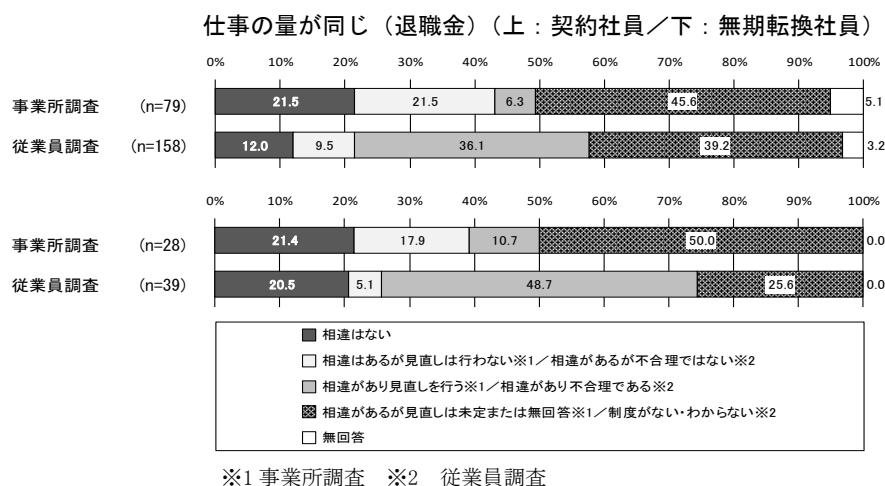 仕事の量が同じ（退職金）（上：契約社員／下：無期転換社員）
0% 10% 20% 30% 40% 50% 60% 70% 80% 90% 100%
事業所調査 (n=79) 21.5 21.5 6.3 45.6 5.1
従業員調査 (n=158) 12.0 9.5 36.1 39.2 3.2
0% 10% 20% 30% 40% 50% 60% 70% 80% 90% 100%
事業所調査 (n=28) 21.4 17.9 10.7 50.0 0.0
従業員調査 (n=39) 20.5 5.1 48.7 25.6 0.0
相違はない
相違はあるが見直しは行わない※1／相違があるが不合理ではない※2
相違があり見直しを行う※1／相違があり不合理である※2
相違があるが見直しは未定または無回答※1／制度がない・わからない※2
無回答
※1 事業所調査 ※2 従業員調査